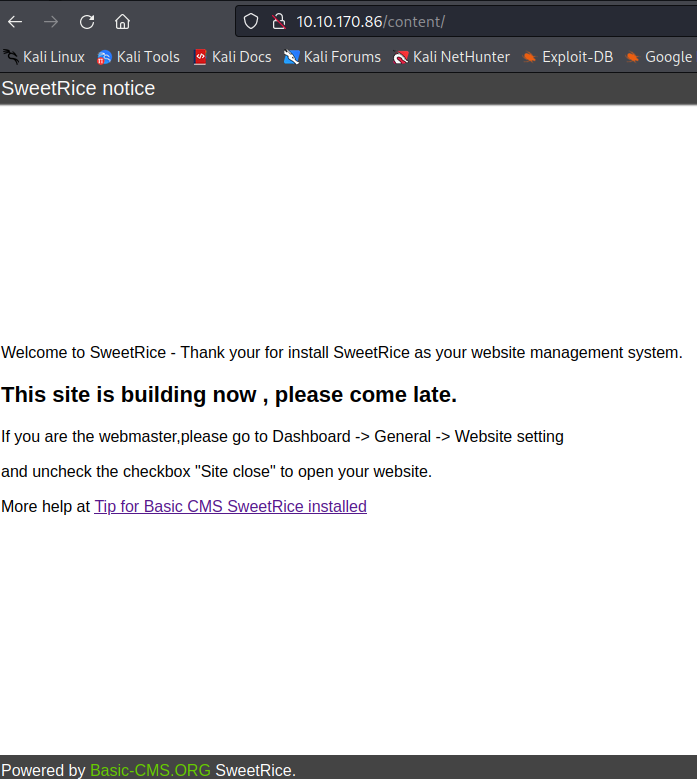 10.10.170.86/content/
Kali Linux Kali Tools Kali Docs Kali Forums Kali NetHunter Exploit-DB Google
SweetRice notice
Welcome to SweetRice - Thank your for install SweetRice as your website management system.
This site is building now , please come late.
If you are the webmaster,please go to Dashboard -> General -> Website setting
and uncheck the checkbox "Site close" to open your website.
More help at Tip for Basic CMS SweetRice installed
Powered by Basic-CMS.ORG SweetRice.